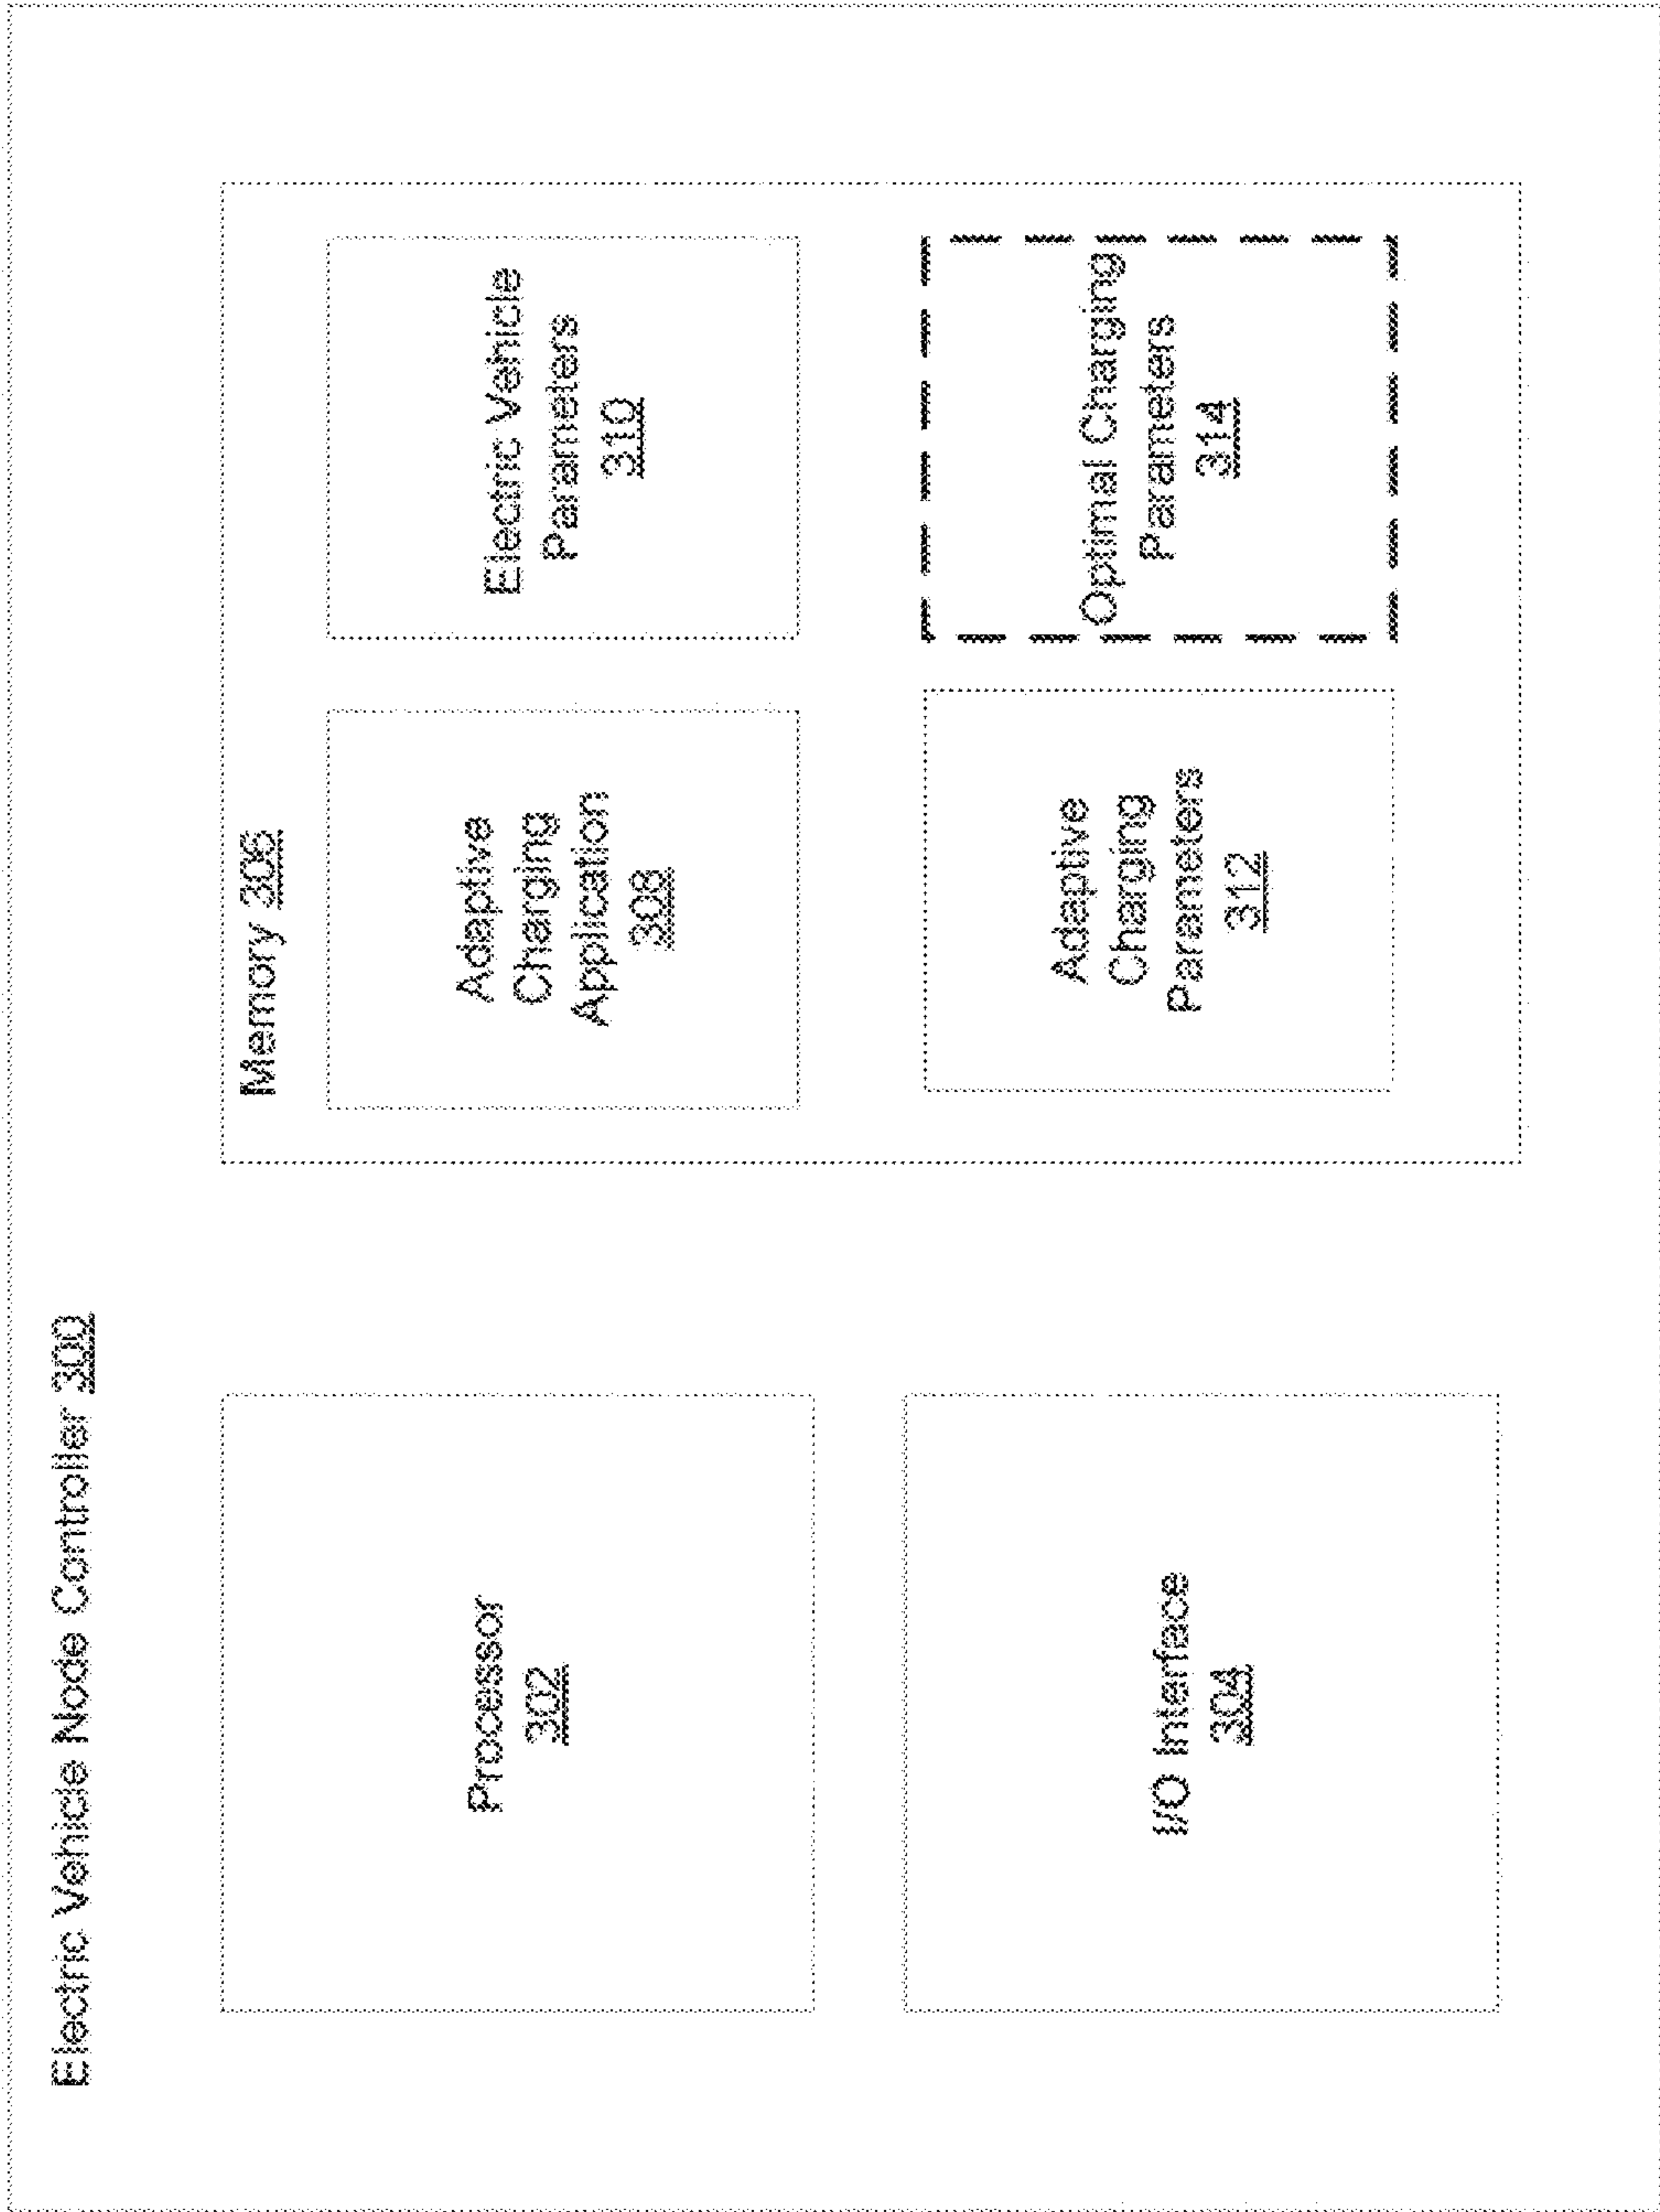 Electric Vehicle Node Controller 300
Processor
302
I/O Interface
304
Memory 306
Adaptive
Charging
Application
308
Electric Vehicle
Parameters
310
Adaptive
Charging
Parameters
312
Optimal Charging
Parameters
314